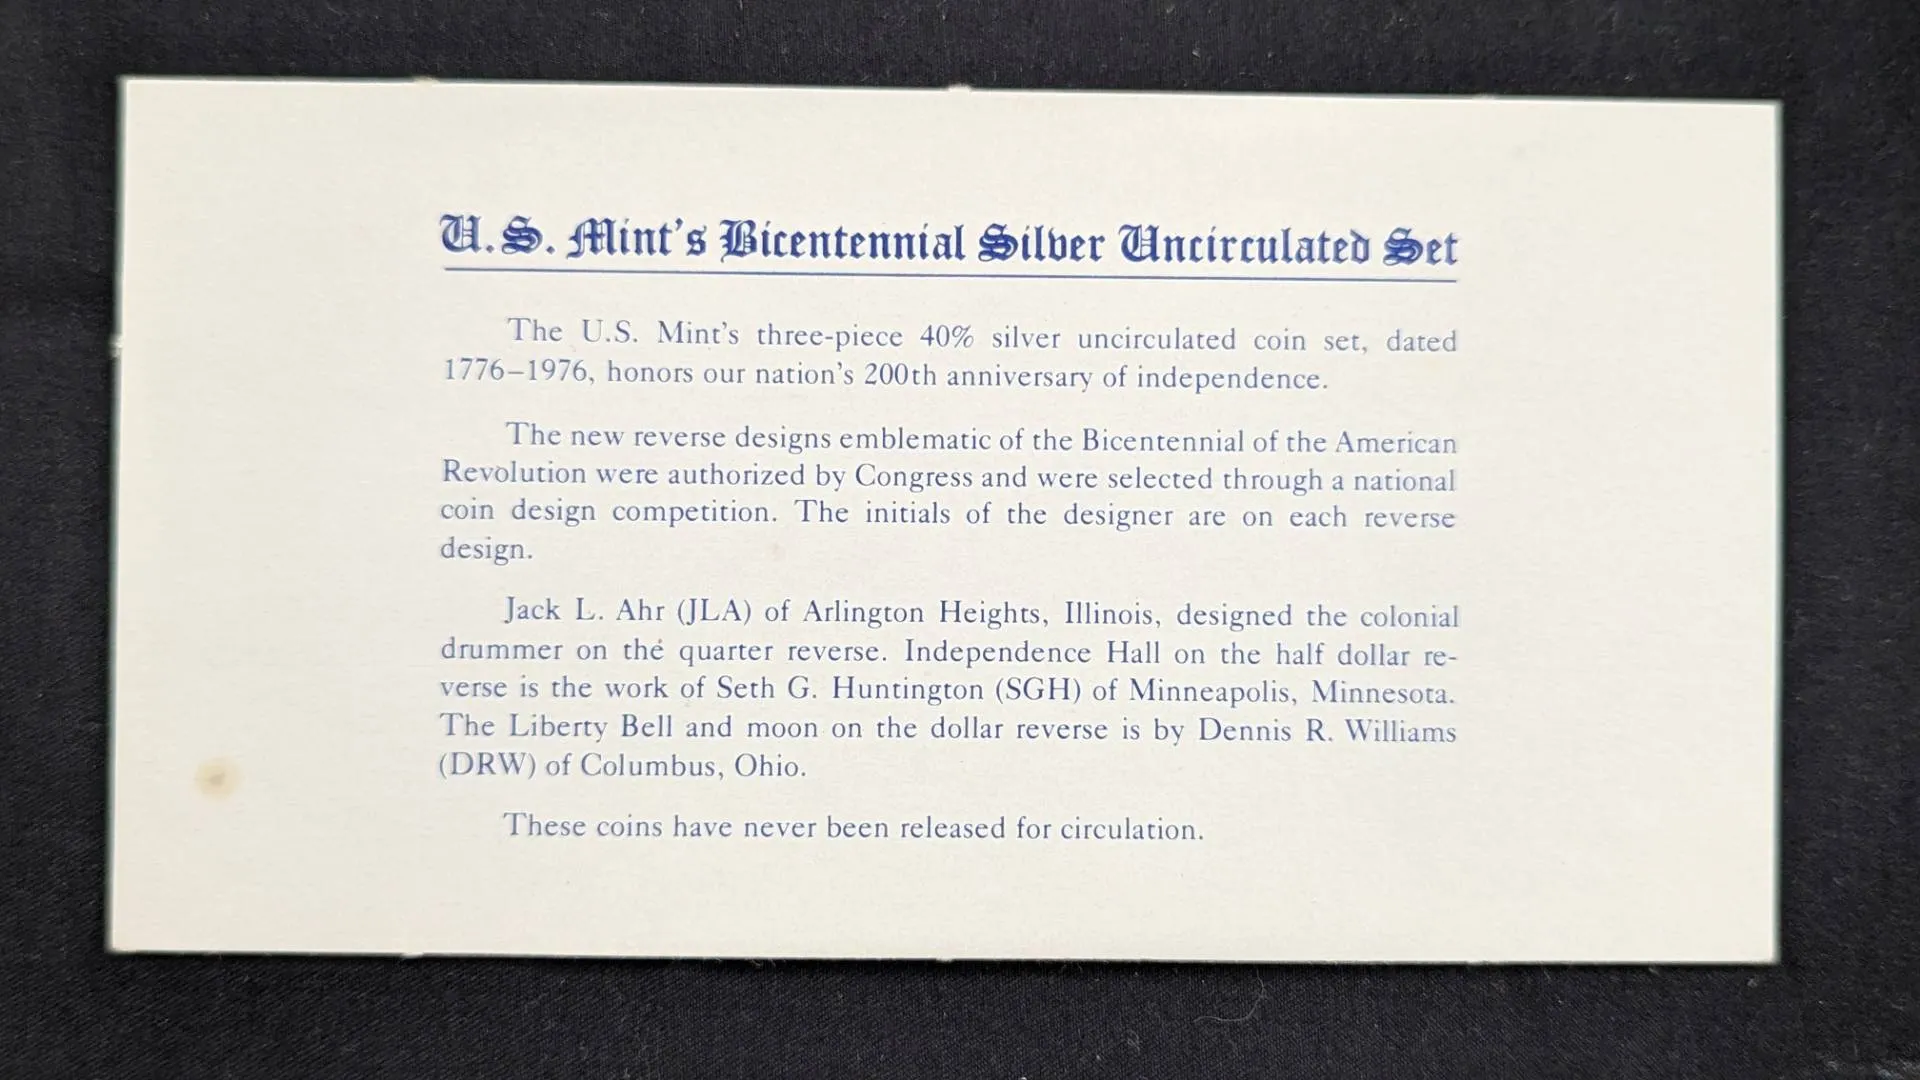 U.S. Mint's Bicentennial Silver Uncirculated Set
The U.S. Mint's three-piece 40% silver uncirculated coin set, dated
1776–1976, honors our nation's 200th anniversary of independence.
The new reverse designs emblematic of the Bicentennial of the American
Revolution were authorized by Congress and were selected through a national
coin design competition. The initials of the designer are on each reverse
design.
Jack L. Ahr (JLA) of Arlington Heights, Illinois, designed the colonial
drummer on the quarter reverse. Independence Hall on the half dollar re-
verse is the work of Seth G. Huntington (SGH) of Minneapolis, Minnesota.
The Liberty Bell and moon on the dollar reverse is by Dennis R. Williams
(DRW) of Columbus, Ohio.
These coins have never been released for circulation.